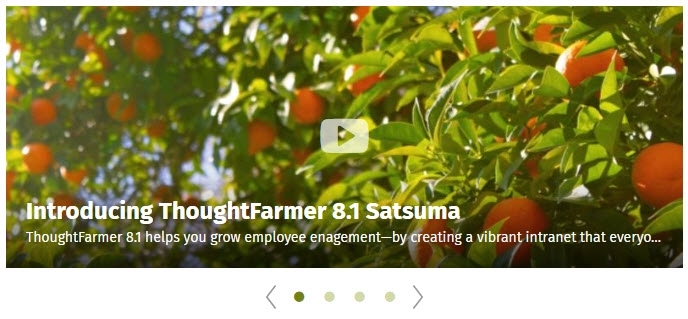 Introducing ThoughtFarmer 8.1 Satsuma
ThoughtFarmer 8.1 helps you grow employee enagement—by creating a vibrant intranet that everyo...